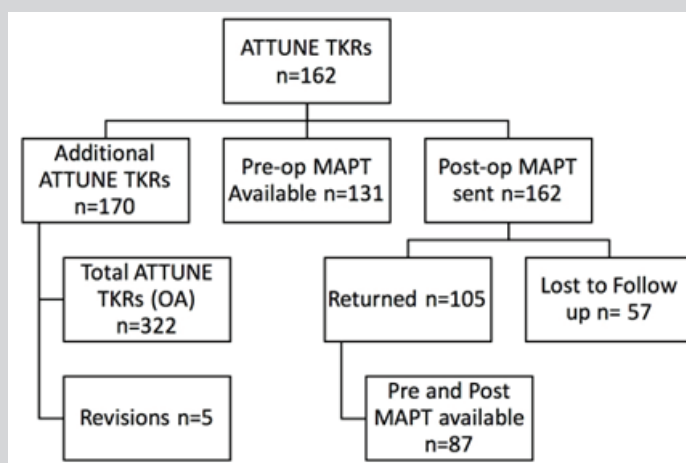 ATTUNE TKRs
n=162
Additional
ATTUNE TKRs
n=170
Pre-op MAPT
Available n=131
Post-op MAPT
sent n=162
Total ATTUNE
TKRs (OA)
n=322
Returned n=105
Lost to Follow
up n= 57
Revisions n=5
Pre and Post
MAPT available
n=87